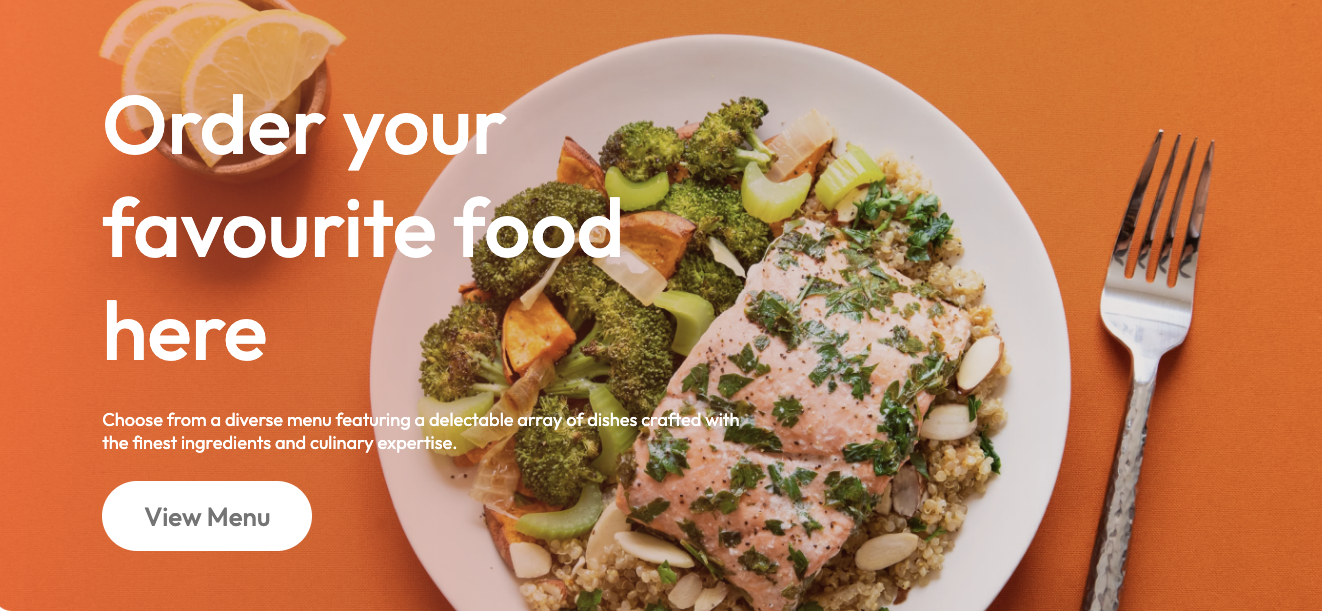 Order your
favourite food
here
Choose from a diverse menu featuring a delectable array of dishes crafted with
the finest ingredients and culinary expertise.
View Menu